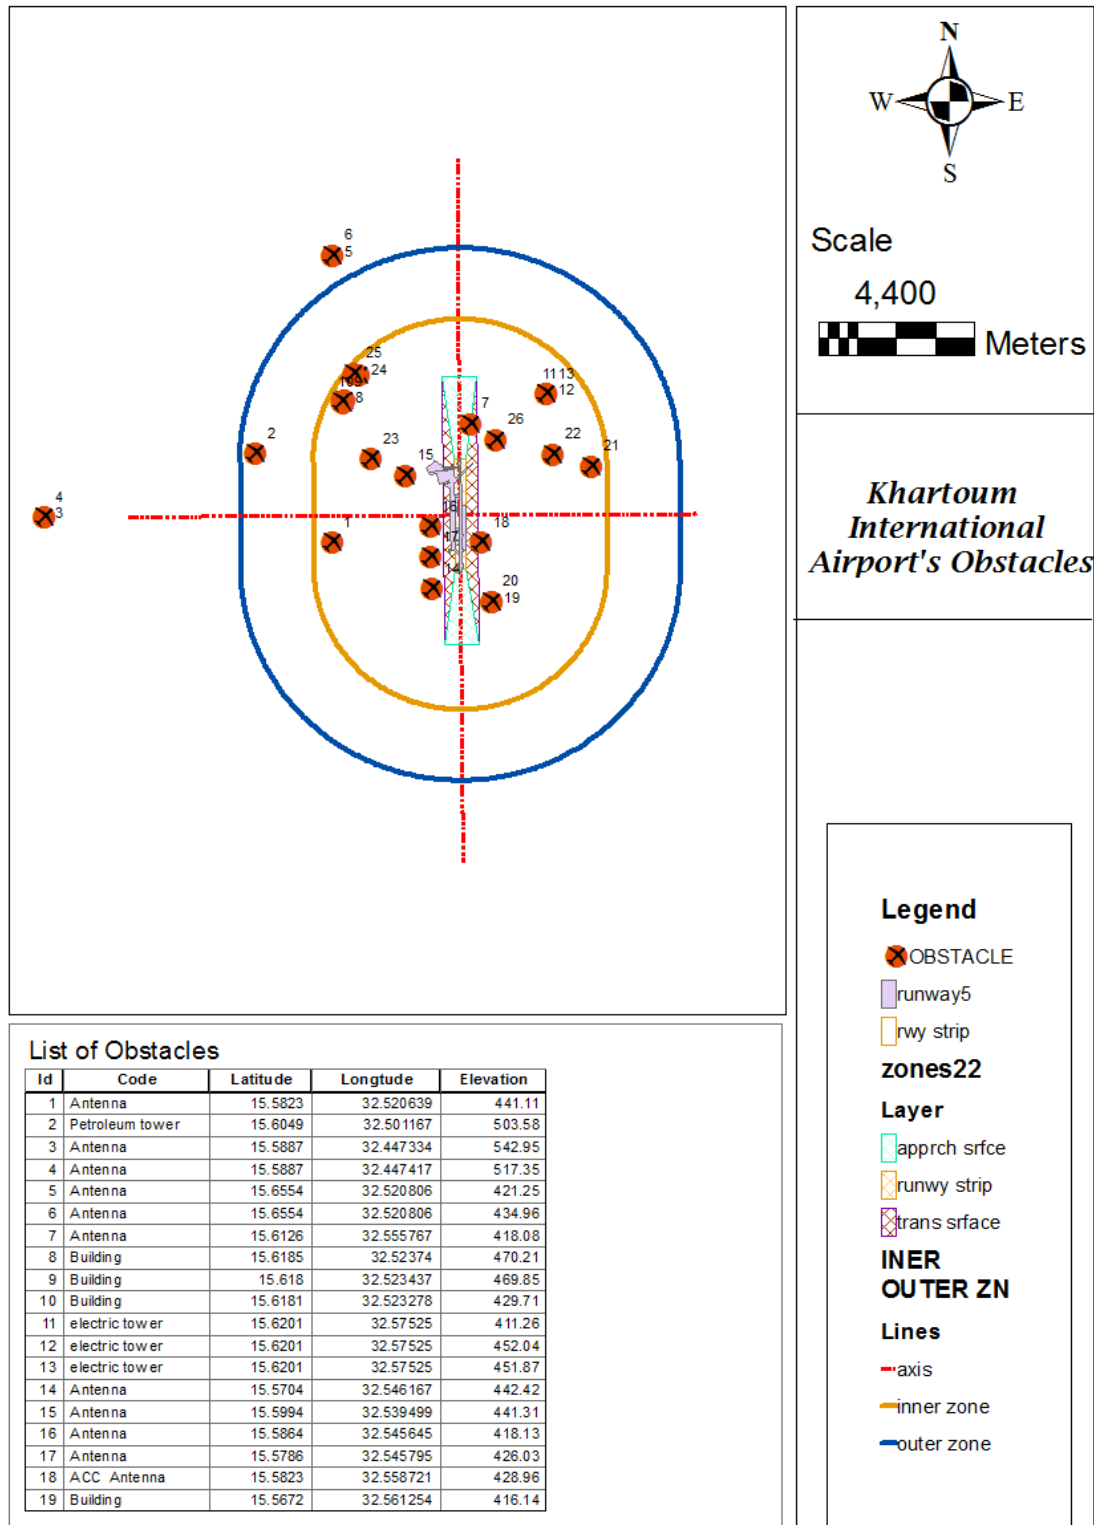 N
W E
S
Scale
4,400
Meters
Khartoum
International
Airport's Obstacles
6
5
25
24
109
8
11 13
12
7
26
2
23
15
22
21
4
3
1
16
17
18
14
20
19
Legend
OBSTACLE
runway5
rwy strip
zones22
Layer
apprch srfce
runwy strip
trans srface
INER
OUTER ZN
Lines
axis
inner zone
outer zone
List of Obstacles
Id Code Latitude Longtude Elevation
1 Antenna 15.5823 32.520639 441.11
2 Petroleum tower 15.6049 32.501167 503.58
3 Antenna 15.5887 32.447334 542.95
4 Antenna 15.5887 32.447417 517.35
5 Antenna 15.6554 32.520806 421.25
6 Antenna 15.6554 32.520806 434.96
7 Antenna 15.6126 32.555767 418.08
8 Building 15.6185 32.52374 470.21
9 Building 15.618 32.523437 469.85
10 Building 15.6181 32.523278 429.71
11 electric tower 15.6201 32.57525 411.26
12 electric tower 15.6201 32.57525 452.04
13 electric tower 15.6201 32.57525 451.87
14 Antenna 15.5704 32.546167 442.42
15 Antenna 15.5994 32.539499 441.31
16 Antenna 15.5864 32.545645 418.13
17 Antenna 15.5786 32.545795 426.03
18 ACC Antenna 15.5823 32.558721 428.96
19 Building 15.5672 32.561254 416.14